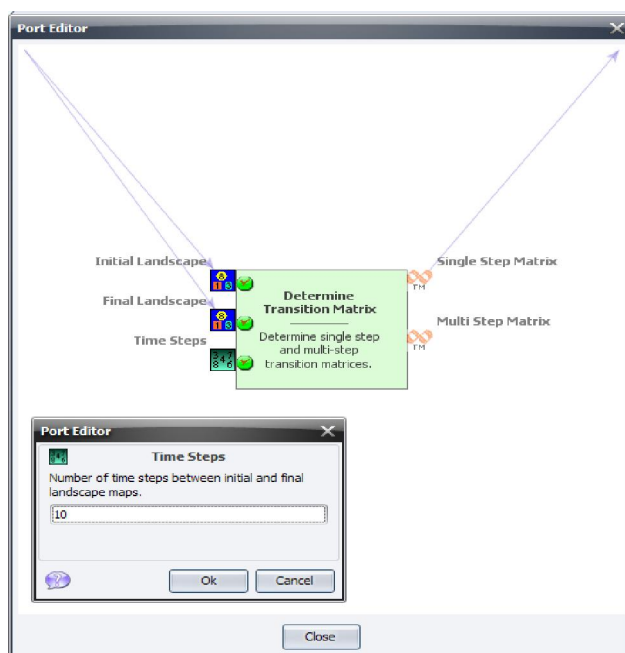 Port Editor
Initial Landscape
Single Step Matrix
Final Landscape
Multi Step Matrix
Time Steps
Determine
Transition Matrix
Determine single step
and multi-step
transition matrices.
TM
TM
Port Editor
Time Steps
Number of time steps between initial and final
landscape maps.
10
Ok
Cancel
Close